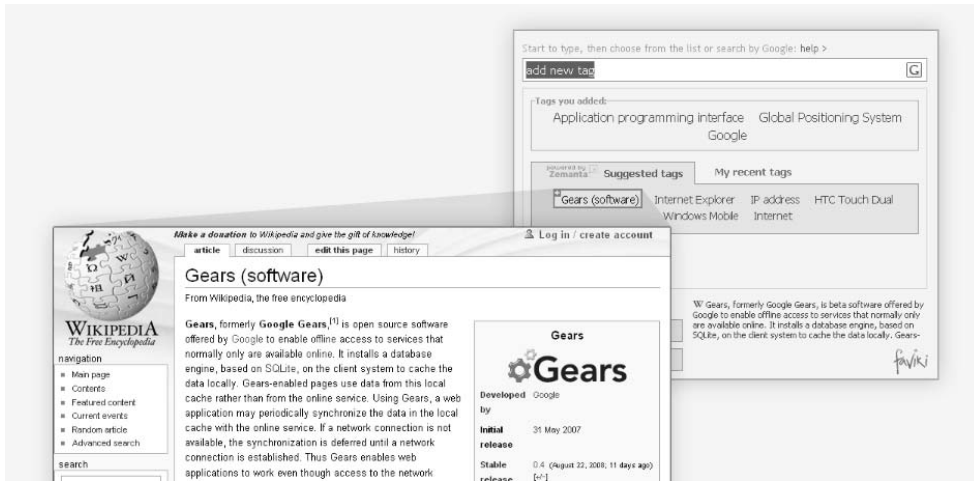 Start to type, then choose from the list or search by Google: help >
add new tag
G
Tags you added:
Application programming interface Global Positioning System
Google
powered by
Zemanta Suggested tags My recent tags
Gears (software) Internet Explorer IP address HTC Touch Dual
Windows Mobile Internet
W Gears, formerly Google Gears, is beta software offered by
Google to enable offline access to services that normally only
are available online. It installs a database engine, based on
SQLite, on the client system to cache the data locally. Gears-
faviki
Make a donation to Wikipedia and give the gift of knowledge!
Log in / create account
article discussion edit this page history
WIKIPEDIA
The Free Encyclopedia
navigation
Main page
Contents
Featured content
Current events
Random article
Advanced search
search
Gears (software)
From Wikipedia, the free encyclopedia
Gears, formerly Google Gears,[1] is open source software
offered by Google to enable offline access to services that
normally only are available online. It installs a database
engine, based on SQLite, on the client system to cache the
data locally. Gears-enabled pages use data from this local
cache rather than from the online service. Using Gears, a web
application may periodically synchronize the data in the local
cache with the online service. If a network connection is not
available, the synchronization is deferred until a network
connection is established. Thus Gears enables web
applications to work even though access to the network
Gears
Gears
Developed Google
by
Initial 31 May 2007
release
Stable 0.4 (August 22, 2008; 11 days ago)
release [+/-]